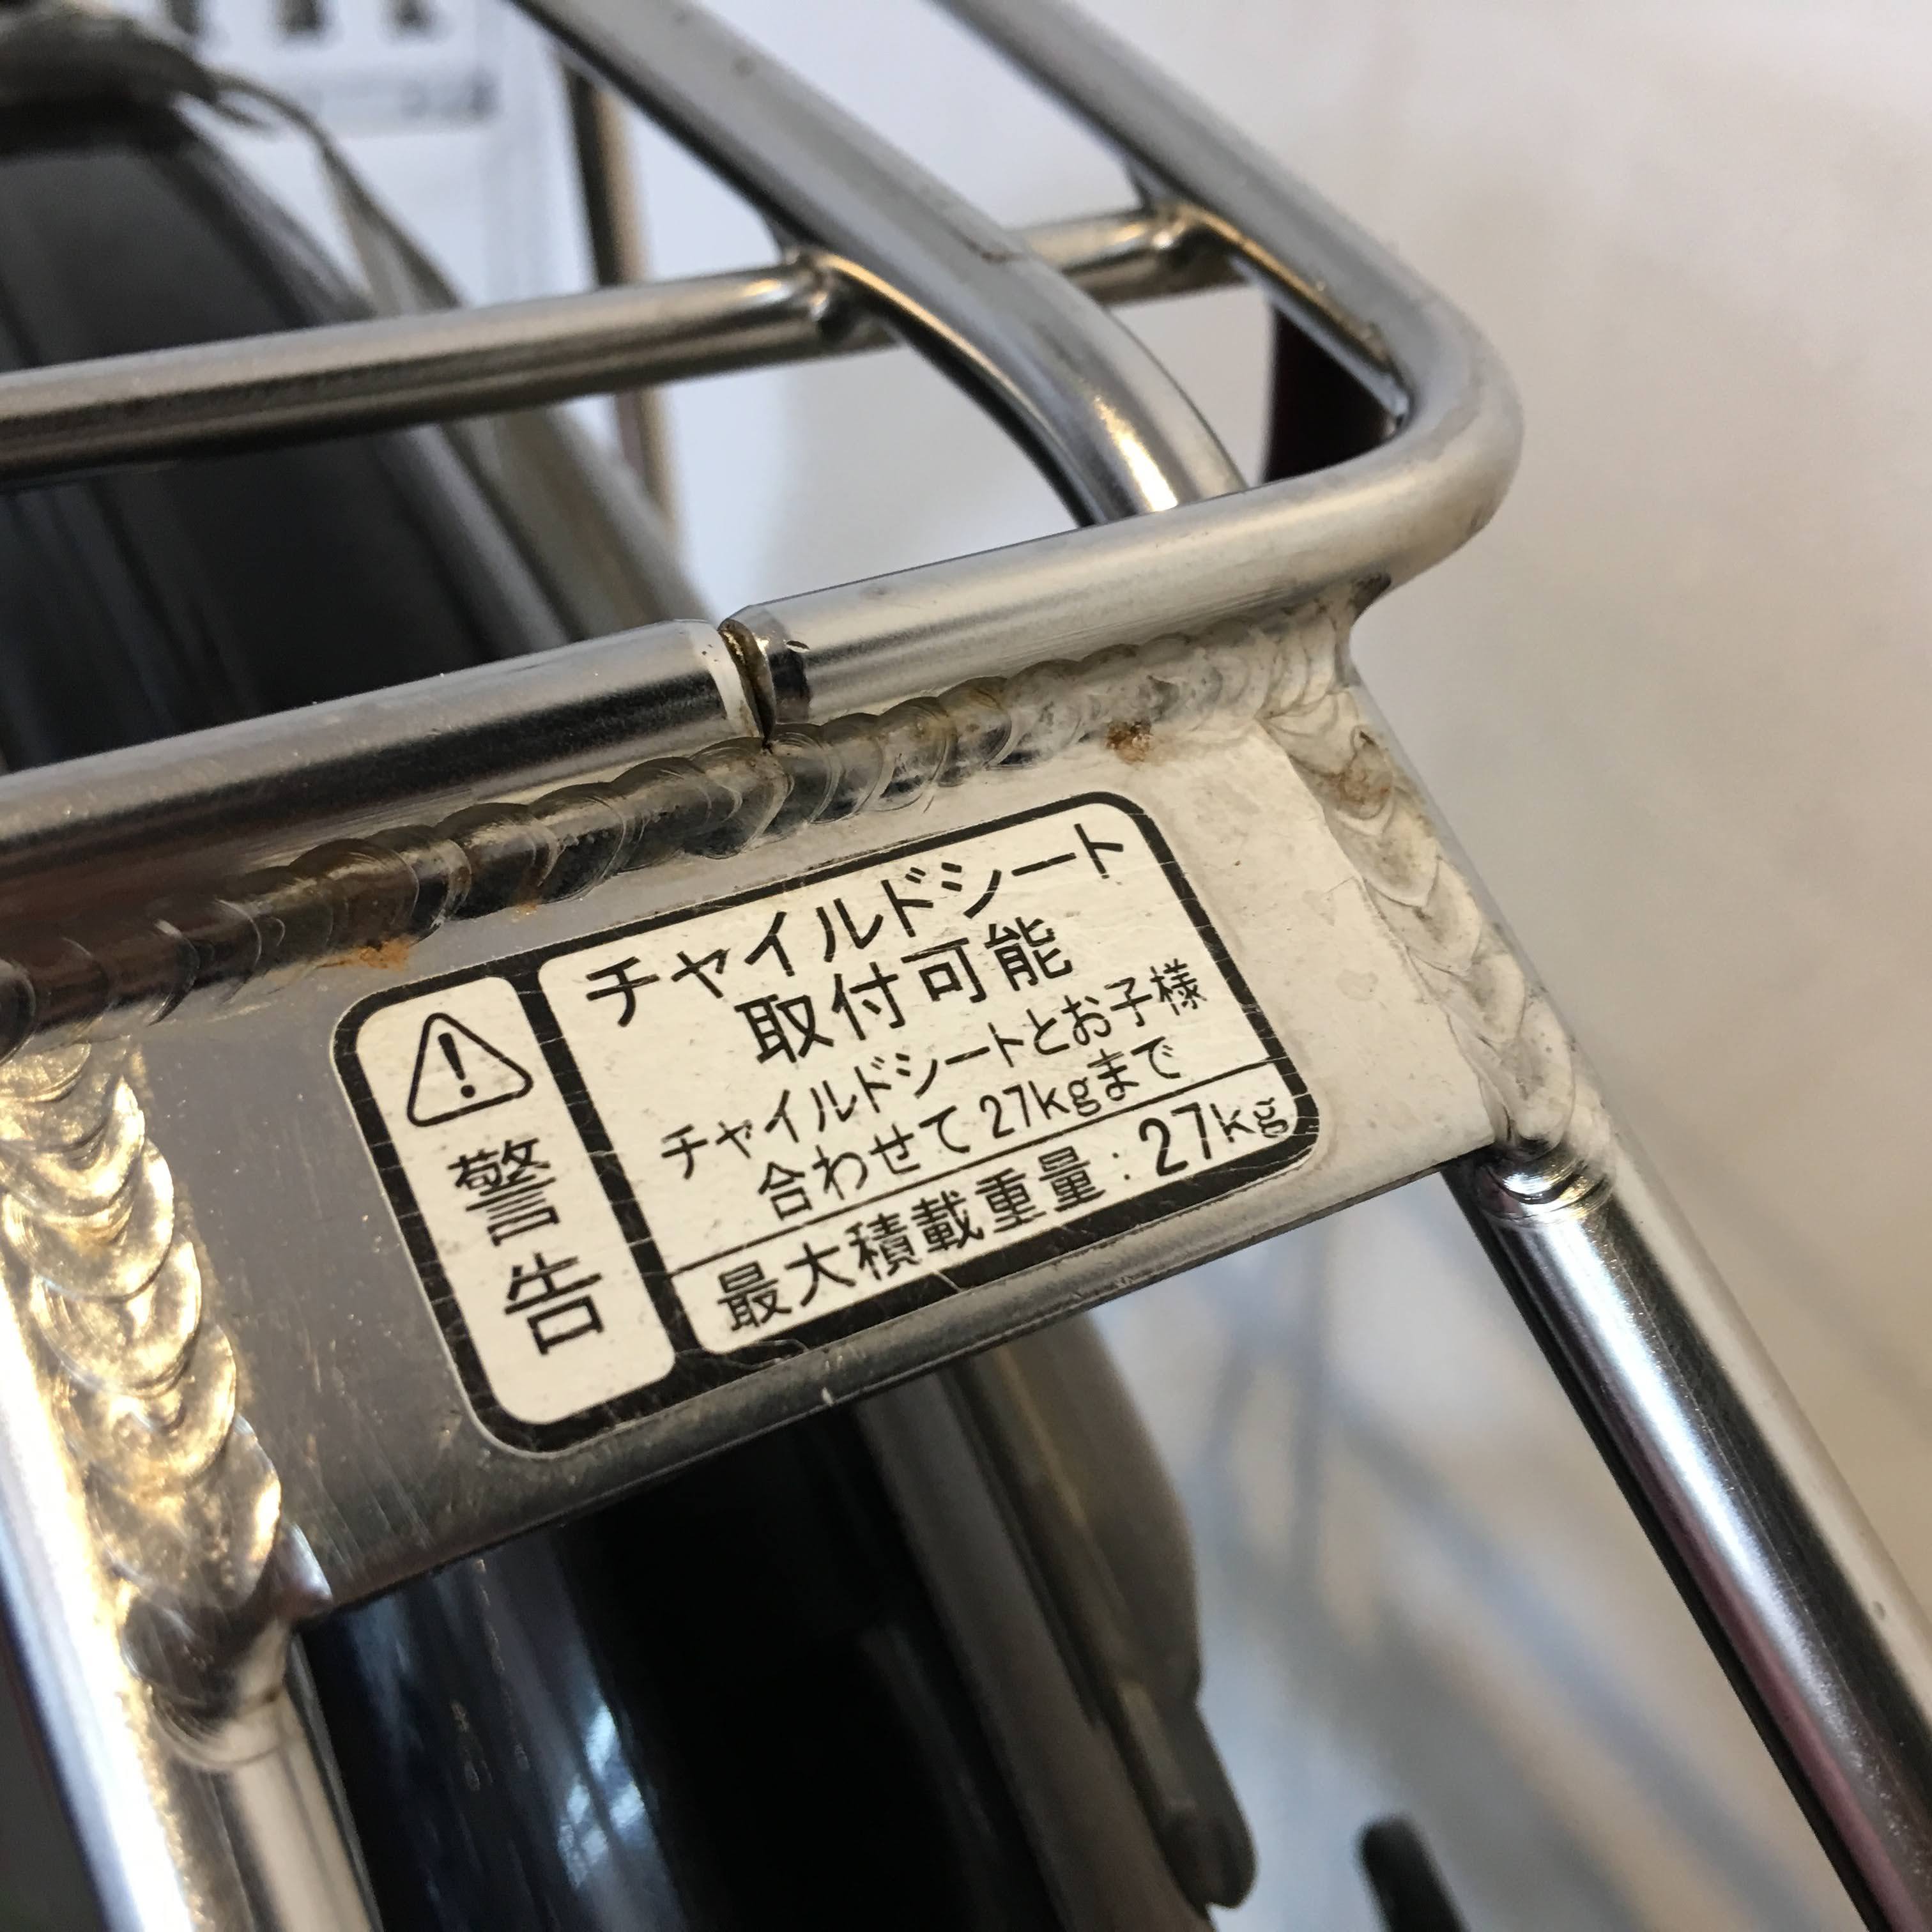 警告
チャイルドシート
取付可能
チャイルドシートとお子様
合わせて27kgまで
最大積載重量：27kg